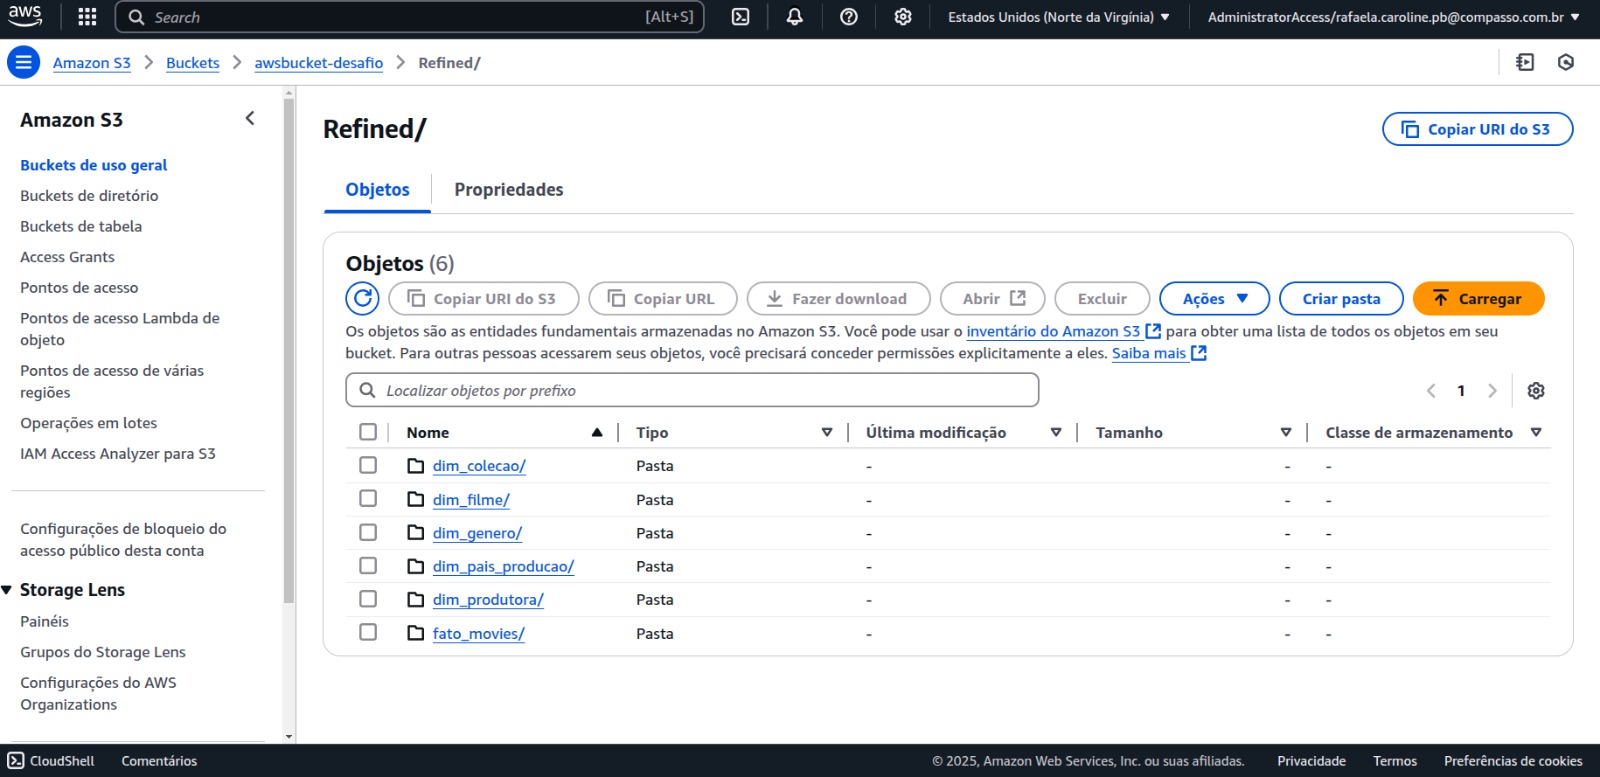 aws
Search [Alt+S]
Estados Unidos (Norte da Virgínia)
AdministratorAccess/rafaela.caroline.pb@compasso.com.br
Amazon S3 > Buckets > awsbucket-desafio > Refined/
Amazon S3
Buckets de uso geral
Buckets de diretório
Buckets de tabela
Access Grants
Pontos de acesso
Pontos de acesso Lambda de
objeto
Pontos de acesso de várias
regiões
Operações em lotes
IAM Access Analyzer para S3
Configurações de bloqueio do
acesso público desta conta
Storage Lens
Painéis
Grupos do Storage Lens
Configurações do AWS
Organizations
Refined/
Copiar URI do S3
Objetos Propriedades
Objetos (6)
Copiar URI do S3 Copiar URL Fazer download Abrir Excluir Ações Criar pasta Carregar
Os objetos são as entidades fundamentais armazenadas no Amazon S3. Você pode usar o inventário do Amazon S3 para obter uma lista de todos os objetos em seu
bucket. Para outras pessoas acessarem seus objetos, você precisará conceder permissões explicitamente a eles. Saiba mais
Localizar objetos por prefixo
1
Nome Tipo Última modificação Tamanho Classe de armazenamento
dim_colecao/ Pasta - - -
dim_filme/ Pasta - - -
dim_genero/ Pasta - - -
dim_pais_producao/ Pasta - - -
dim_produtora/ Pasta - - -
fato_movies/ Pasta - - -
CloudShell Comentários
© 2025, Amazon Web Services, Inc. ou suas afiliadas. Privacidade Termos Preferências de cookies